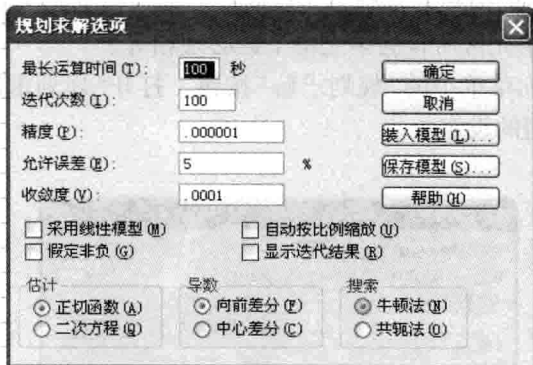 规划求解选项
最长运算时间(T): 100 秒 确定
迭代次数(I): 100 取消
精度(P): .000001 装入模型(L)...
允许误差(E): 5 % 保存模型(S)...
收敛度(V): .0001 帮助(H)
采用线性模型(M) 自动按比例缩放(U)
假定非负(G) 显示迭代结果(R)
估计 导数 搜索
正切函数(A) 向前差分(F) 牛顿法(N)
二次方程(Q) 中心差分(C) 共轭法(O)